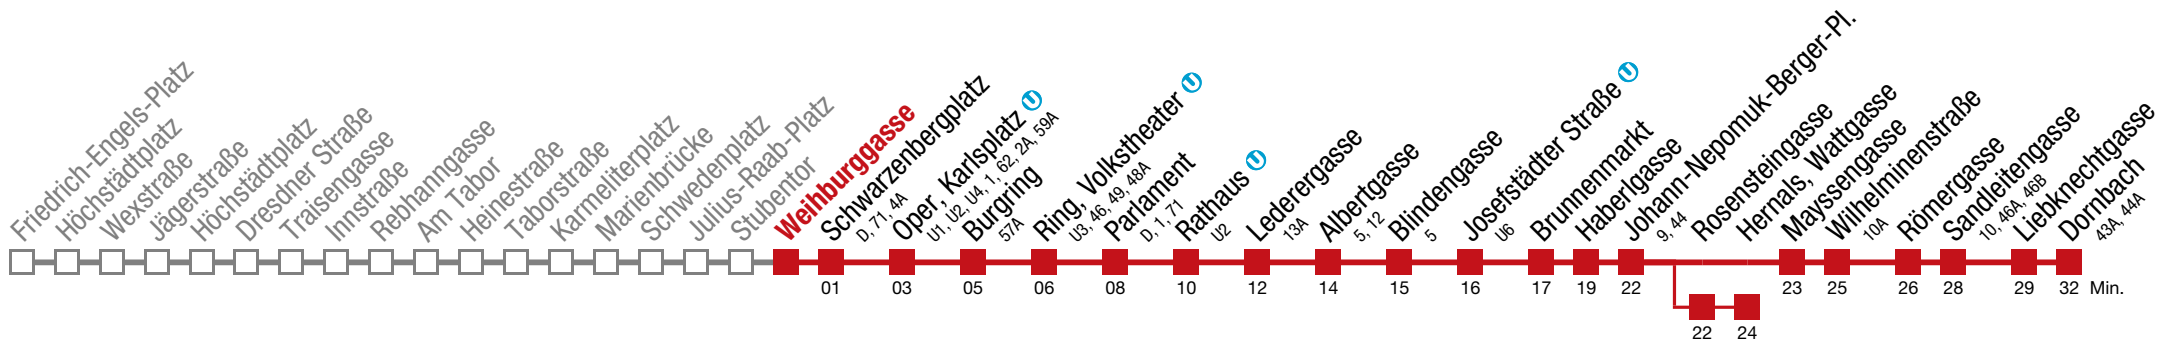 Friedrich-Engels-Platz
Höchstädtplatz
Wexstraße
Jägerstraße
Höchstädtplatz
Dresdner Straße
Traisengasse
Innstraße
Rebhanngasse
Am Tabor
Heinestraße
Taborstraße
Karmeliterplatz
Marienbrücke
Schwedenplatz
Julius-Raab-Platz
Stubentor
Weihburggasse
Schwarzenbergplatz
D, 71, 4A
Oper, Karlsplatz U
U1, U2, U4, 1, 62, 2A, 59A
Burgring
57A
Ring, Volkstheater U
U3, 46, 49, 48A
Parlament
D, 1, 71
Rathaus U
U2
Lederergasse
13A
Albertgasse
5, 12
Blindengasse
5
Josefstädter Straße U
U6
Brunnenmarkt
Haberlgasse
Johann-Nepomuk-Berger-Pl.
9, 44
Rosensteingasse
Hernals, Wattgasse
Mayssengasse
Wilhelminenstraße
10A
Römergasse
Sandleitengasse
10, 46A, 46B
Liebknechtgasse
Dornbach
43A, 44A
01 03 05 06 08 10 12 14 15 16 17 19 22 23 25 26 28 29 32 Min.
22 24